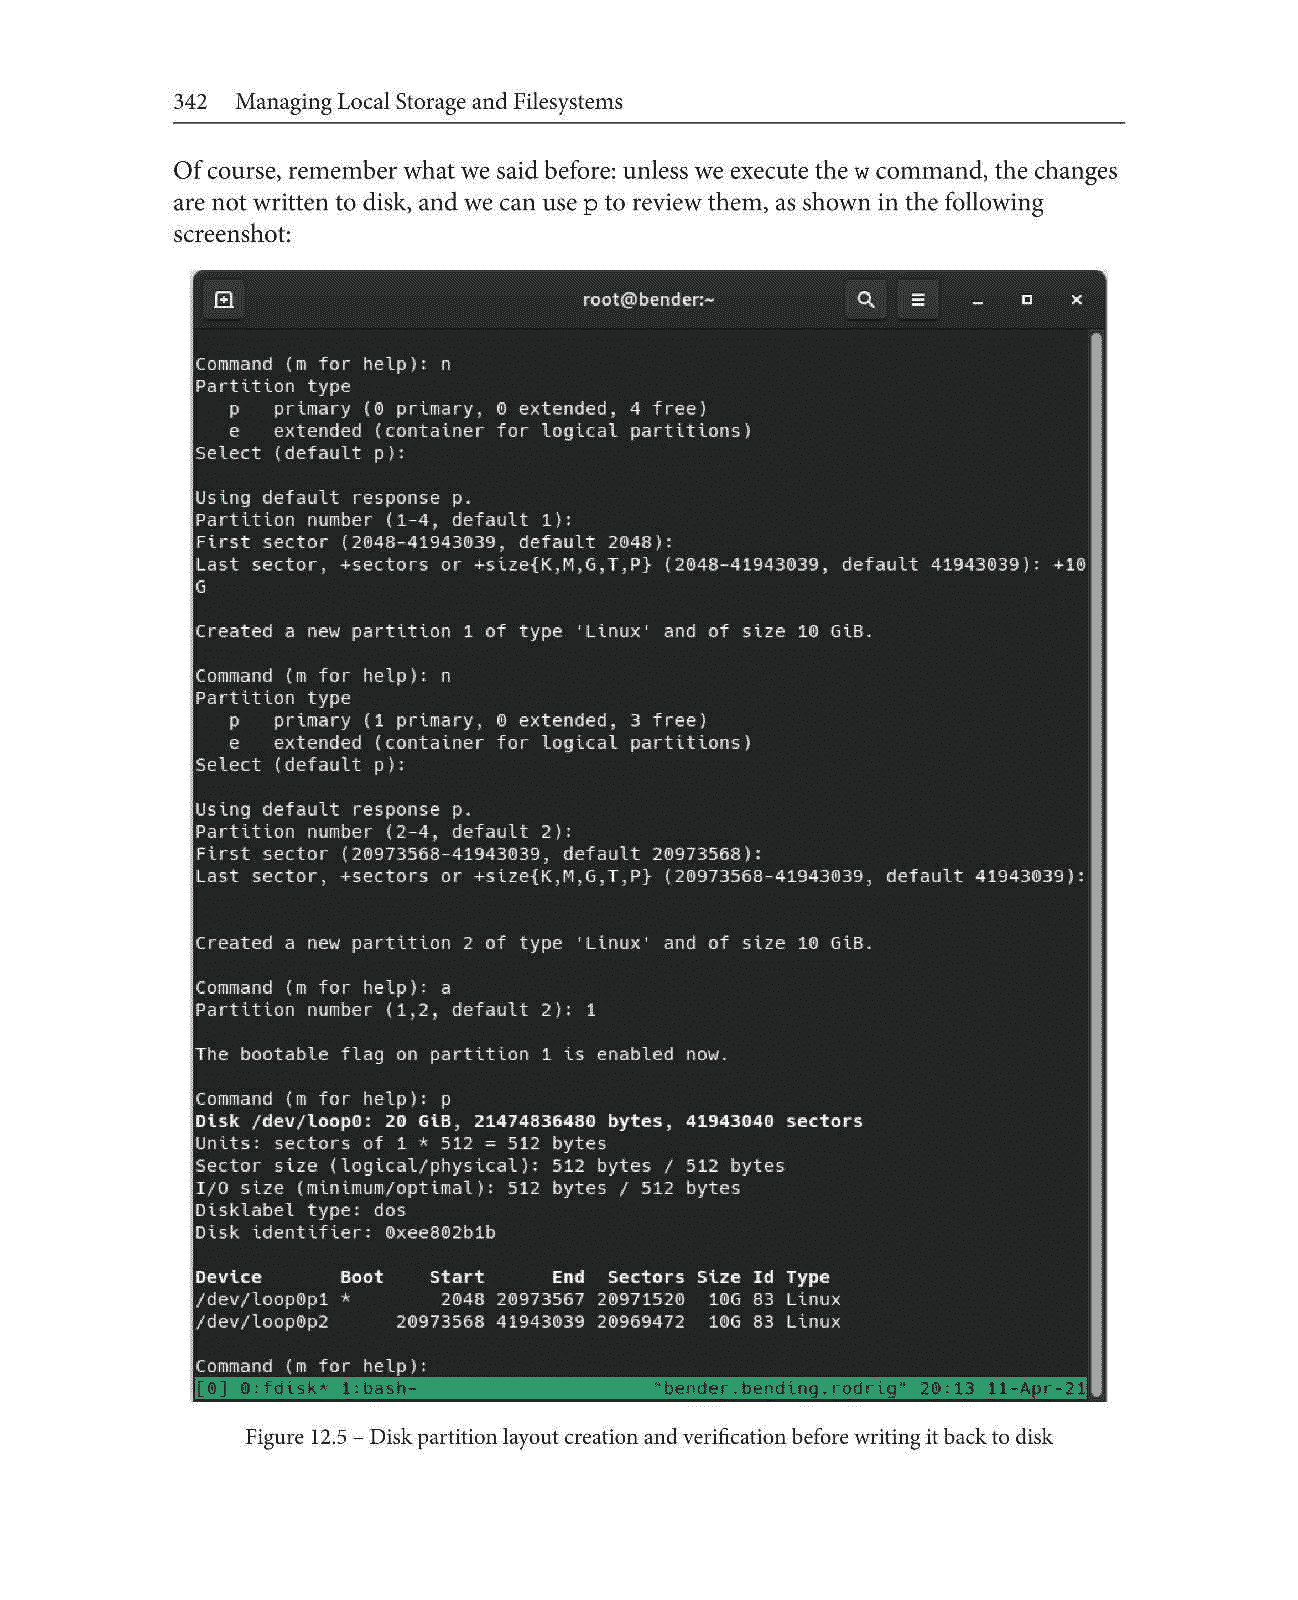 342 Managing Local Storage and Filesystems
Of course, remember what we said before: unless we execute the w command, the changes
are not written to disk, and we can use p to review them, as shown in the following
screenshot:
root@bender:~
Command (m for help): n
Partition type
   p   primary (0 primary, 0 extended, 4 free)
   e   extended (container for logical partitions)
Select (default p):
Using default response p.
Partition number (1-4, default 1):
First sector (2048-41943039, default 2048):
Last sector, +sectors or +size{K,M,G,T,P} (2048-41943039, default 41943039): +10
G
Created a new partition 1 of type 'Linux' and of size 10 GiB.
Command (m for help): n
Partition type
   p   primary (1 primary, 0 extended, 3 free)
   e   extended (container for logical partitions)
Select (default p):
Using default response p.
Partition number (2-4, default 2):
First sector (20973568-41943039, default 20973568):
Last sector, +sectors or +size{K,M,G,T,P} (20973568-41943039, default 41943039):
Created a new partition 2 of type 'Linux' and of size 10 GiB.
Command (m for help): a
Partition number (1,2, default 2): 1
The bootable flag on partition 1 is enabled now.
Command (m for help): p
Disk /dev/loop0: 20 GiB, 21474836480 bytes, 41943040 sectors
Units: sectors of 1 * 512 = 512 bytes
Sector size (logical/physical): 512 bytes / 512 bytes
I/O size (minimum/optimal): 512 bytes / 512 bytes
Disklabel type: dos
Disk identifier: 0xee802b1b
Device       Boot    Start      End  Sectors Size Id Type
/dev/loop0p1 *        2048 20973567 20971520  10G 83 Linux
/dev/loop0p2      20973568 41943039 20969472  10G 83 Linux
Command (m for help):
[0] 0:fdisk* 1:bash- "bender.bending.rodrig" 20:13 11-Apr-21
Figure 12.5 – Disk partition layout creation and verification before writing it back to disk